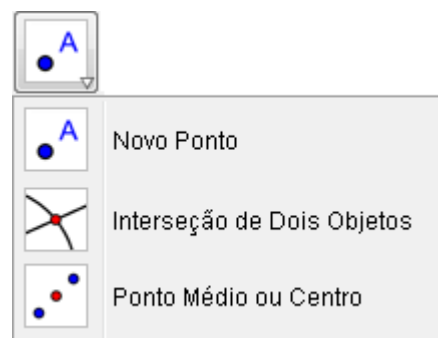 A
A
Novo Ponto
Interseção de Dois Objetos
Ponto Médio ou Centro